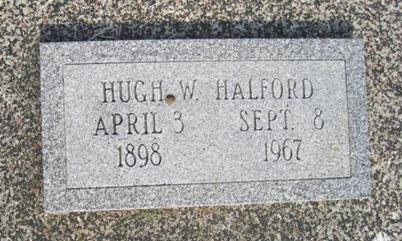 HUGH W. HALFORD
APRIL 3 SEPT. 8
1898 1967